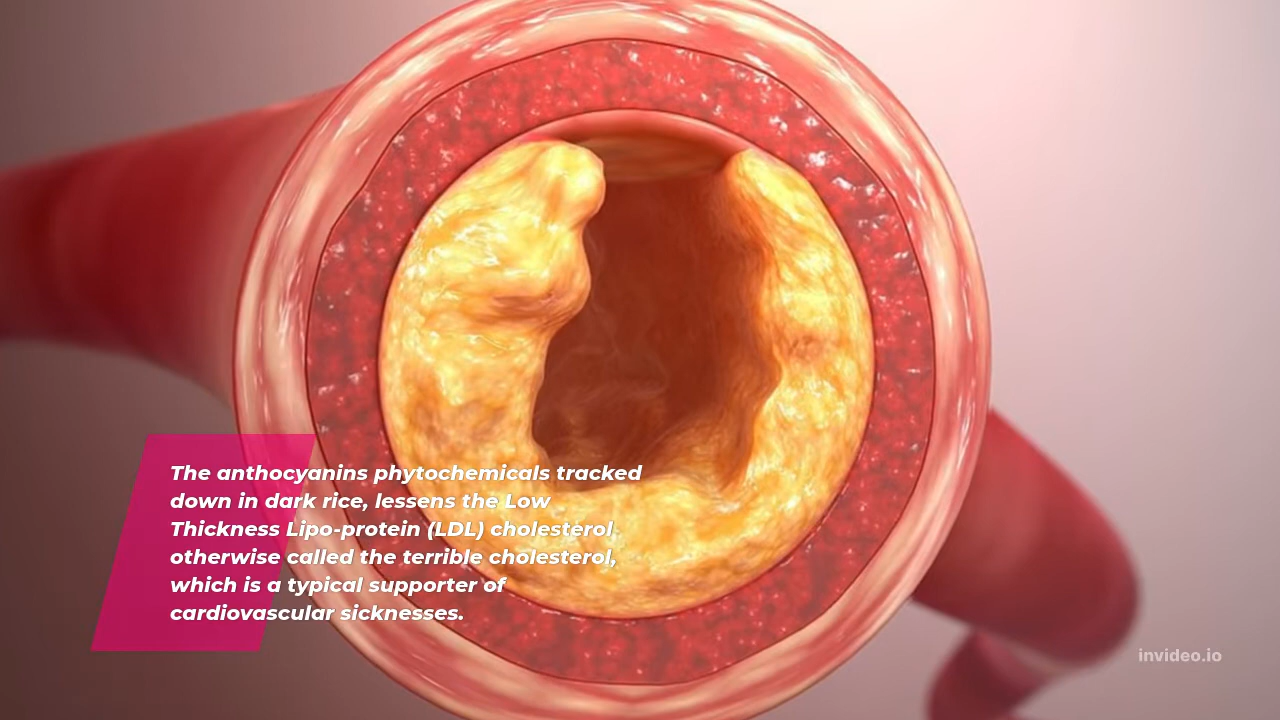 The anthocyanins phytochemicals tracked
down in dark rice, lessens the Low
Thickness Lipo-protein (LDL) cholesterol
otherwise called the terrible cholesterol,
which is a typical supporter of
cardiovascular sicknesses.
invideo.io